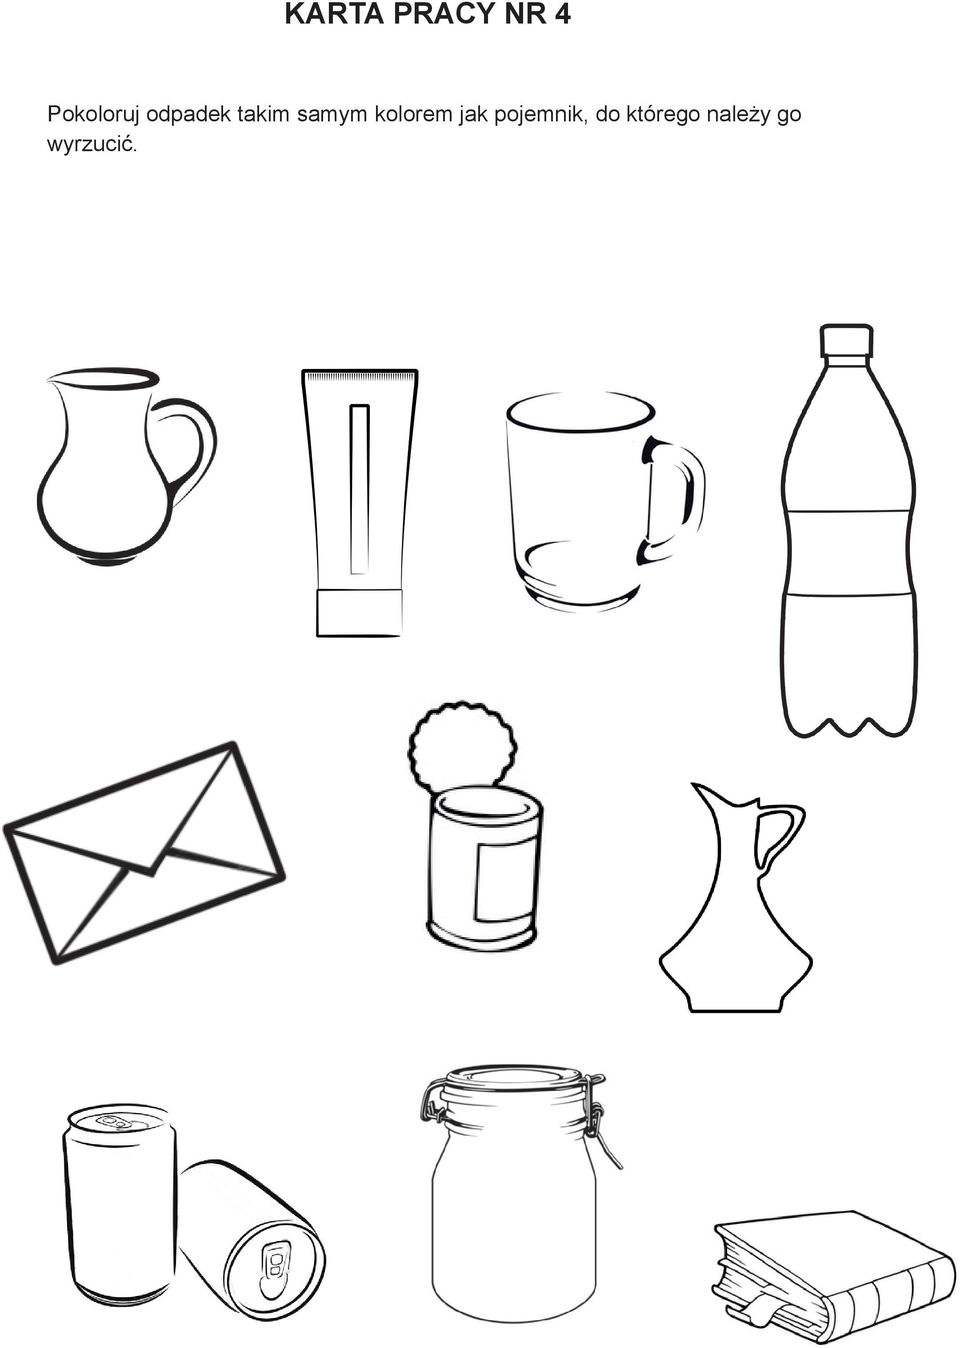 KARTA PRACY NR 4
Pokoloruj odpadek takim samym kolorem jak pojemnik, do którego należy go
wyrzucić.